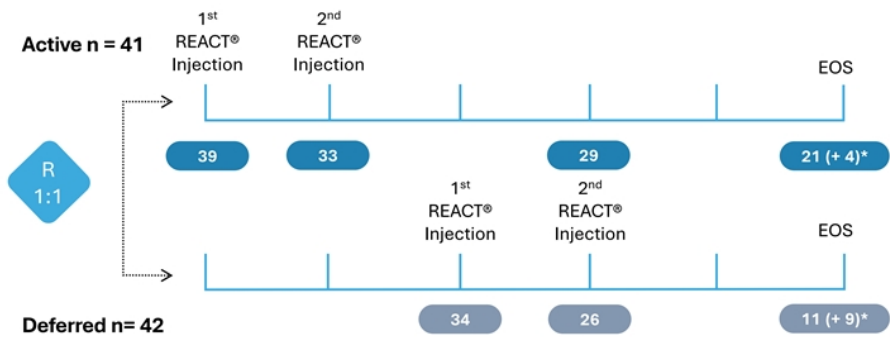 Active n = 41
1st
REACT®
Injection
2nd
REACT®
Injection
EOS
39
33
29
21 (+ 4)*
R
1:1
1st
REACT®
Injection
2nd
REACT®
Injection
EOS
Deferred n= 42
34
26
11 (+ 9)*